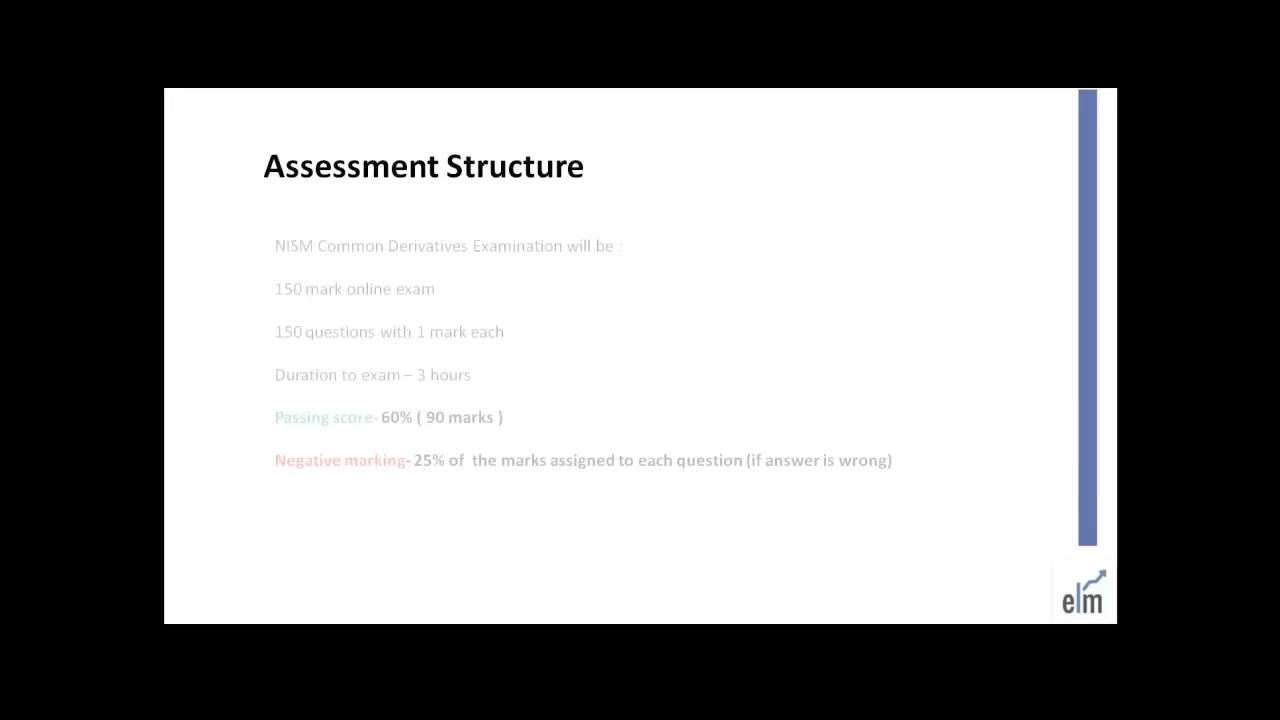 Assessment Structure
NISM Common Derivatives Examination will be :
150 mark online exam
150 questions with 1 mark each
Duration to exam – 3 hours
Passing score- 60% ( 90 marks )
Negative marking- 25% of the marks assigned to each question (if answer is wrong)
elm